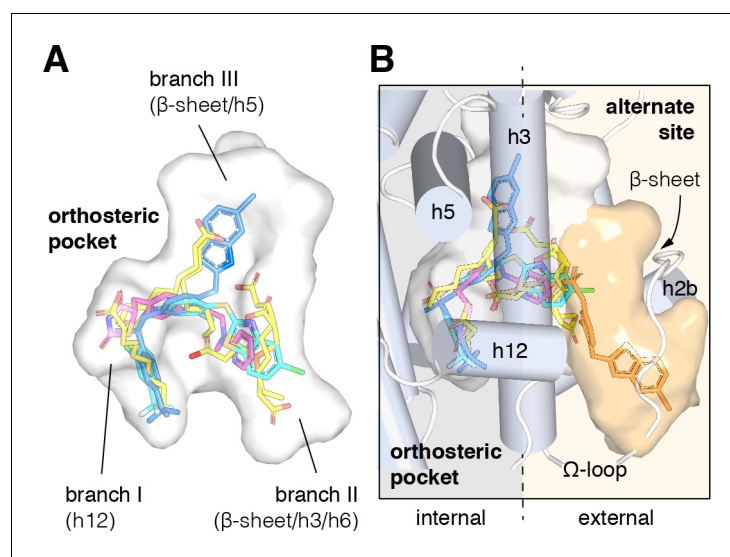 A
branch III
(β-sheet/h5)
orthosteric
pocket
branch I
(h12)
branch II
(β-sheet/h3/h6)
B
h3
alternate
site
β-sheet
h5
h2b
h12
orthosteric
pocket
Ω-loop
internal
external